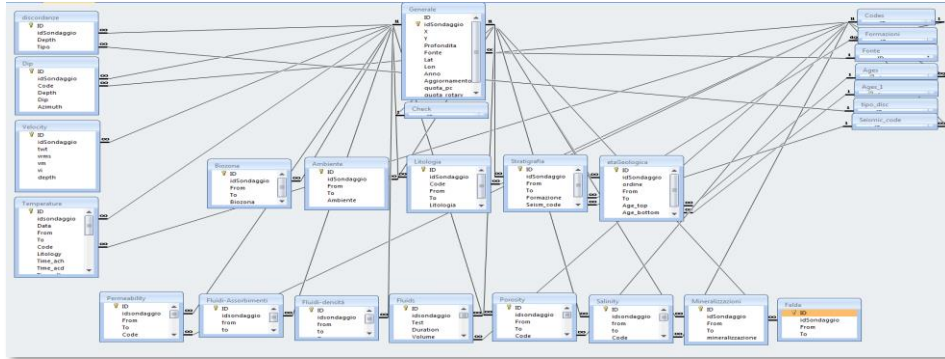 discordanze
ID
idSondaggio
Depth
Tipo
Dip
ID
idSondaggio
Code
Depth
Dip
Azimuth
Velocity
ID
idSondaggio
twt
vrms
vm
vi
depth
Temperature
ID
idsondaggio
Data
From
To
Code
Litology
Time_ach
Time_acd
Generale
ID
idSondaggio
X
Y
Profondita
Fonte
Lat
Lon
Anno
Aggiornamento
quota_pc
quota_rotary
Check
Codes
Formazioni
Fonte
Ages
Ages_1
tipo_doc
Seismic_code
Biozona
ID
idSondaggio
From
To
Biozona
Ambiente
ID
idSondaggio
From
To
Ambiente
Litologie
ID
idSondaggio
Code
From
To
Litologia
Stratigrafia
ID
idSondaggio
From
To
Formazione
Seism_code
etaGeologica
ID
idSondaggio
ordine
From
To
Age_top
Age_bottom
Permeability
ID
idsondaggio
From
To
Code
Fluidi-Assorbimenti
ID
idsondaggio
from
to
Fluidi-densità
ID
idsondaggio
from
to
Fluidi
ID
idsondaggio
Test
Duration
Volume
Porosity
ID
idsondaggio
From
To
Code
Salinity
ID
idsondaggio
from
to
Code
Mineralizzazioni
ID
idSondaggio
From
To
mineralizzazione
Falda
ID
idSondaggio
From
To